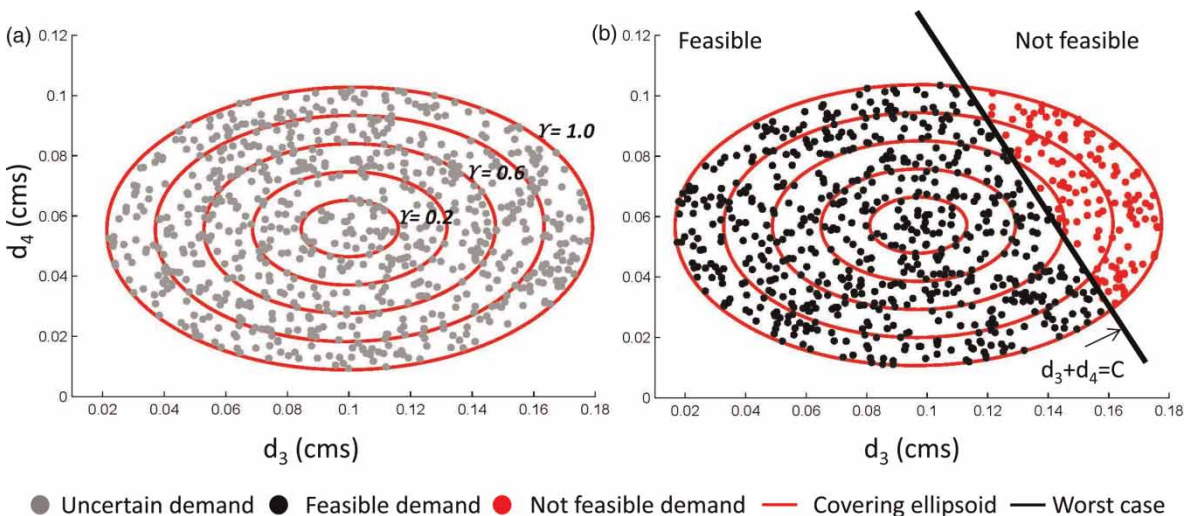 (a)
0.12
0.1
0.08
0.06
0.04
0.02
0
d4 (cms)
ϒ= 1.0
ϒ= 0.6
ϒ= 0.2
0.02 0.04 0.06 0.08 0.1 0.12 0.14 0.16 0.18
d3 (cms)
(b)
Feasible
Not feasible
0.12
0.1
0.08
0.06
0.04
0.02
0
d3+d4=C
0.02 0.04 0.06 0.08 0.1 0.12 0.14 0.16 0.18
d3 (cms)
Uncertain demand Feasible demand Not feasible demand Covering ellipsoid Worst case